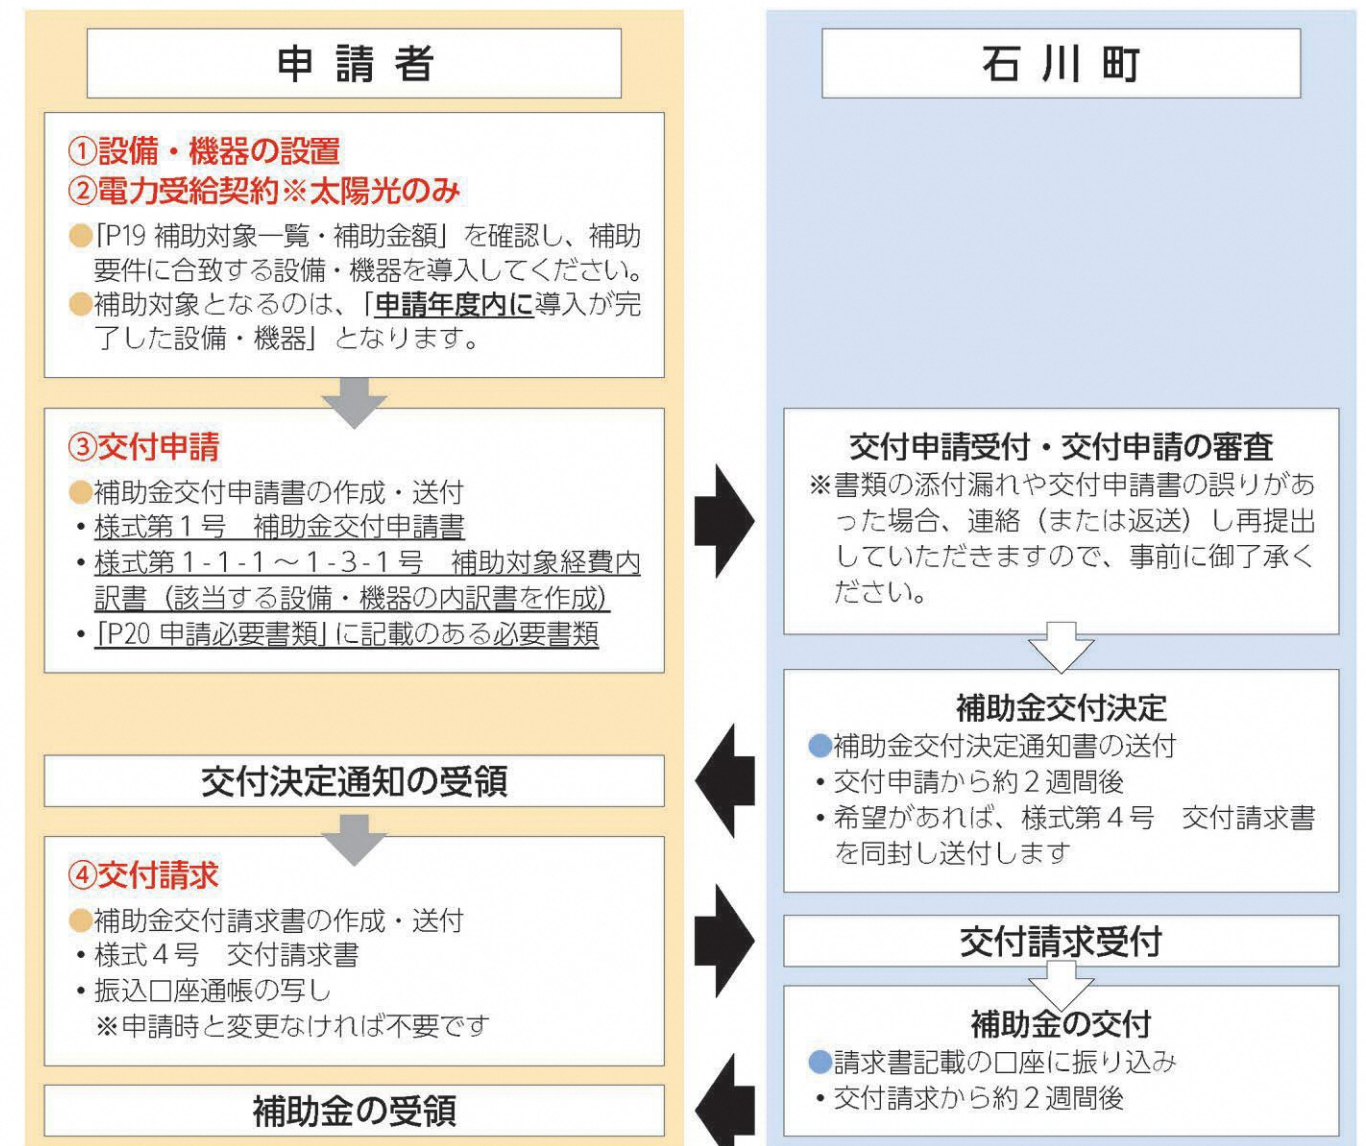 申請者
①設備・機器の設置
②電力受給契約※太陽光のみ
●「P19 補助対象一覧・補助金額」を確認し、補助
要件に合致する設備・機器を導入してください。
●補助対象となるのは、「申請年度内に導入が完
了した設備・機器」となります。
③交付申請
●補助金交付申請書の作成・送付
・様式第１号　補助金交付申請書
・様式第１-１-１～１-３-１号　補助対象経費内
訳書（該当する設備・機器の内訳書を作成）
・「P20 申請必要書類」に記載のある必要書類
交付決定通知の受領
④交付請求
●補助金交付請求書の作成・送付
・様式４号　交付請求書
・振込口座通帳の写し
※申請時と変更なければ不要です
補助金の受領
石川町
交付申請受付・交付申請の審査
※書類の添付漏れや交付申請書の誤りがあ
った場合、連絡（または返送）し再提出
していただきますので、事前に御了承く
ださい。
補助金交付決定
●補助金交付決定通知書の送付
・交付申請から約２週間後
・希望があれば、様式第４号　交付請求書
を同封し送付します
交付請求受付
補助金の交付
●請求書記載の口座に振り込み
・交付請求から約２週間後